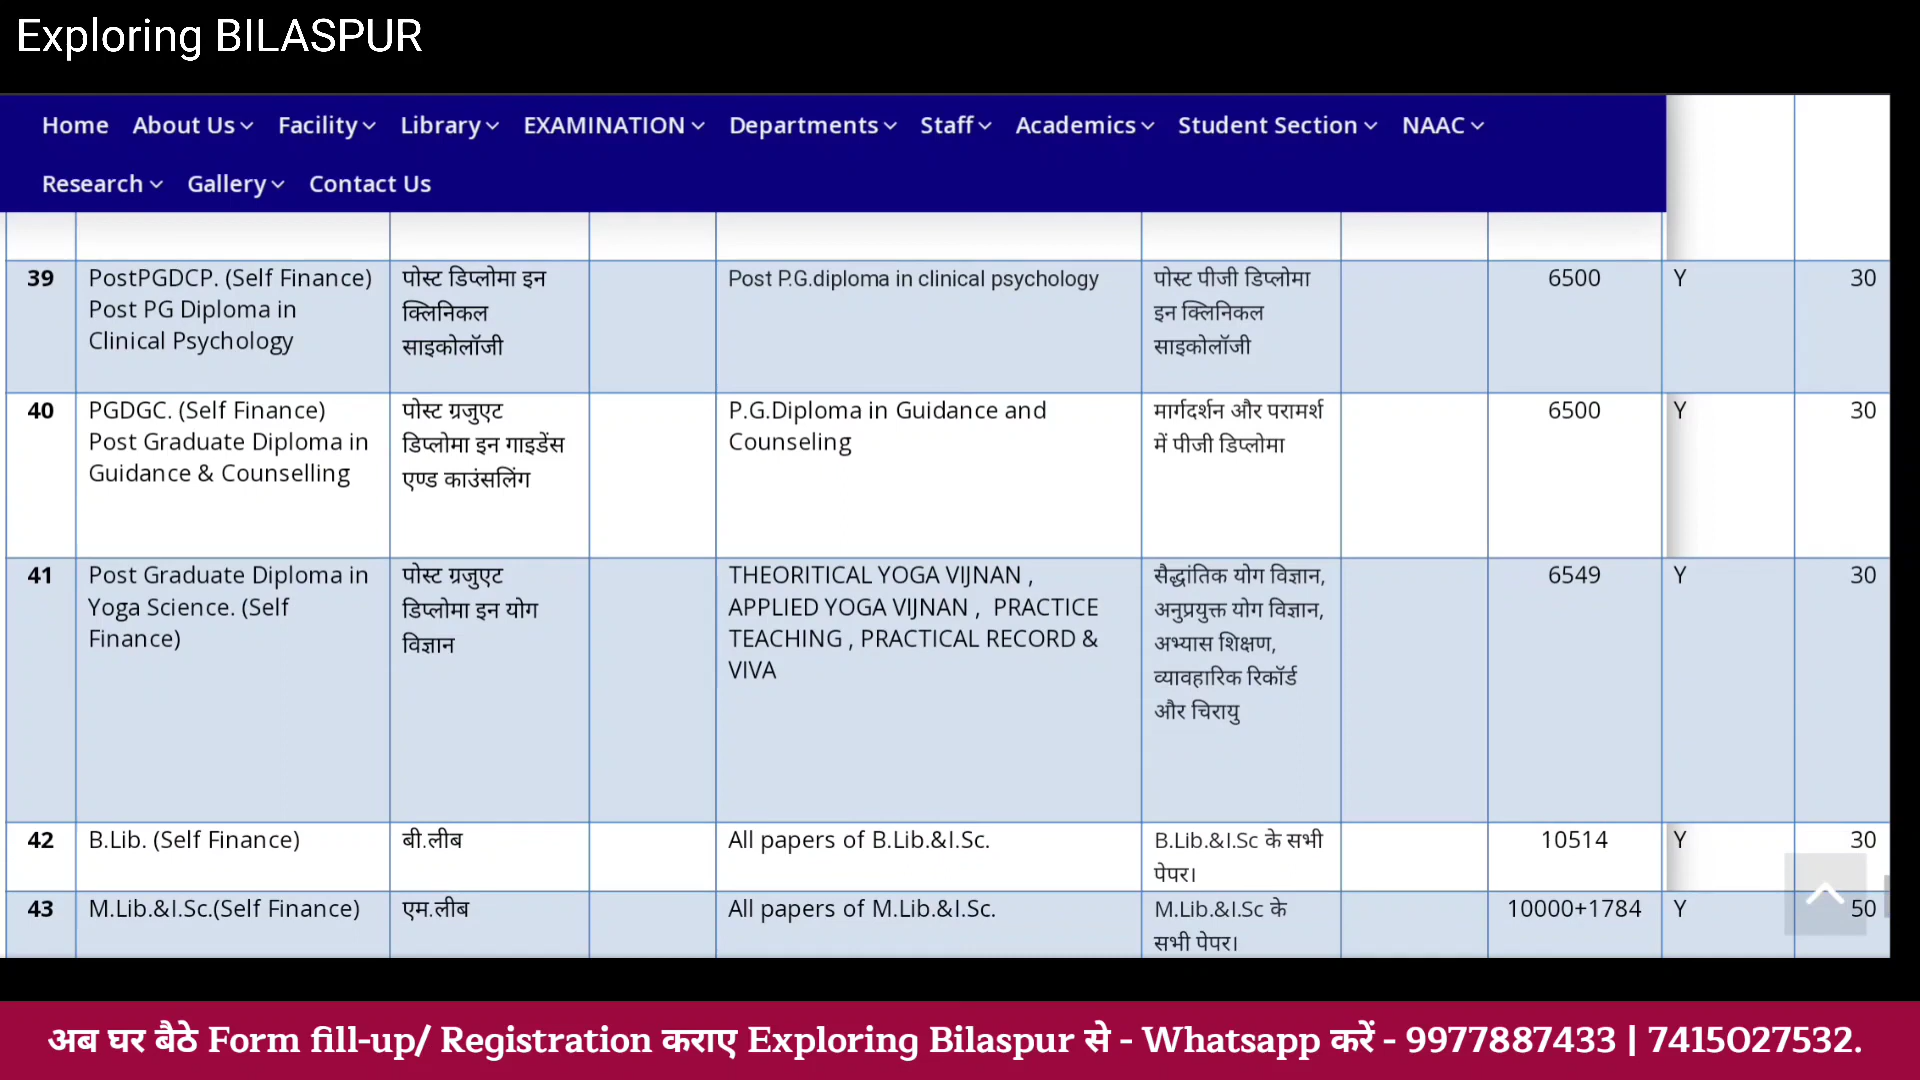 Exploring BILASPUR
Home About Us Facility Library EXAMINATION Departments Staff Academics Student Section NAAC
Research Gallery Contact Us
39 PostPGDCP. (Self Finance) पोस्ट डिप्लोमा इन Post P.G.diploma in clinical psychology पोस्ट पीजी डिप्लोमा 6500 Y 30
Post PG Diploma in क्लिनिकल इन क्लिनिकल
Clinical Psychology साइकोलॉजी साइकोलॉजी
40 PGDGC. (Self Finance) पोस्ट ग्रजुएट P.G.Diploma in Guidance and मार्गदर्शन और परामर्श 6500 Y 30
Post Graduate Diploma in डिप्लोमा इन गाइडेंस Counseling में पीजी डिप्लोमा
Guidance & Counselling एण्ड काउंसलिंग
41 Post Graduate Diploma in पोस्ट ग्रजुएट THEORITICAL YOGA VIJNAN , सैद्धांतिक योग विज्ञान, 6549 Y 30
Yoga Science. (Self डिप्लोमा इन योग APPLIED YOGA VIJNAN , PRACTICE अनुप्रयुक्त योग विज्ञान,
Finance) विज्ञान TEACHING , PRACTICAL RECORD & अभ्यास शिक्षण,
VIVA व्यावहारिक रिकॉर्ड
और चिरायु
42 B.Lib. (Self Finance) बी.लीब All papers of B.Lib.&I.Sc. B.Lib.&I.Sc के सभी 10514 Y 30
पेपर।
43 M.Lib.&I.Sc.(Self Finance) एम.लीब All papers of M.Lib.&I.Sc. M.Lib.&I.Sc के 10000+1784 Y 50
सभी पेपर।
अब घर बैठे Form fill-up/ Registration कराए Exploring Bilaspur से - Whatsapp करें - 9977887433 | 7415027532.